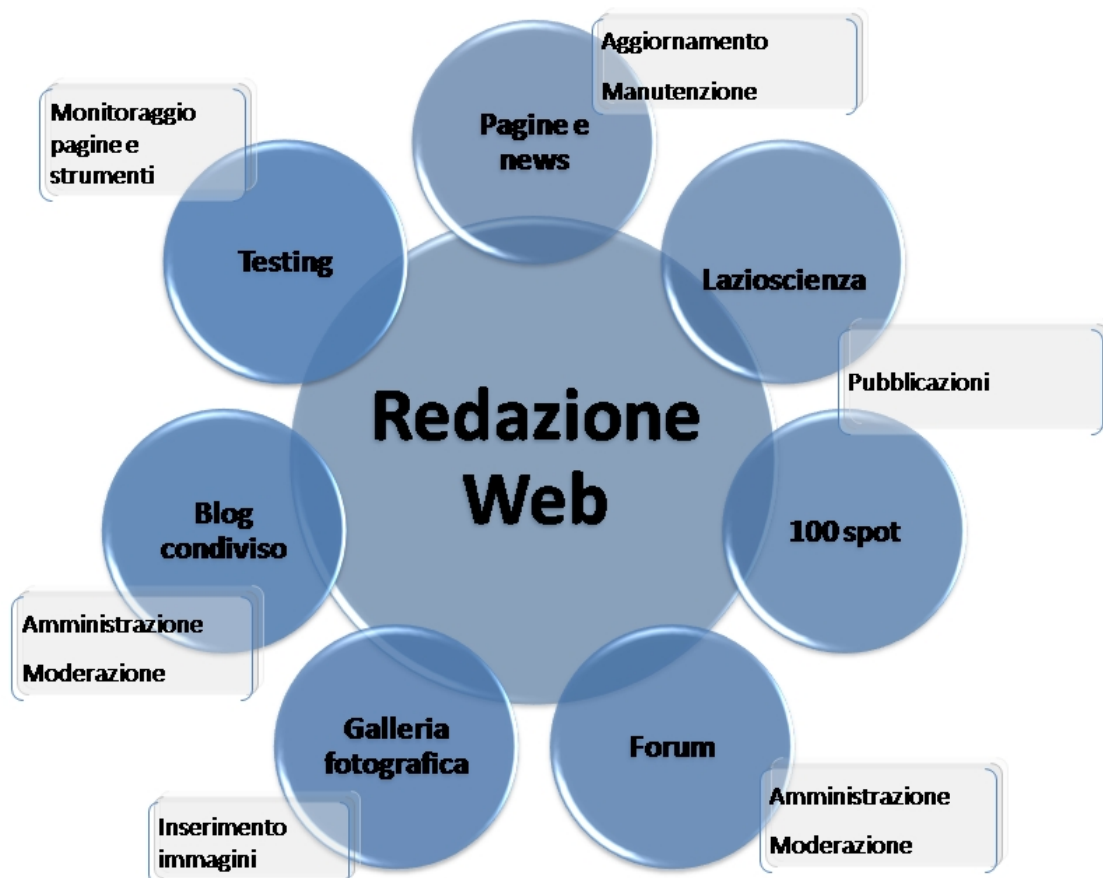 Aggiornamento
Manutenzione
Pagine e
news
Monitoraggio
pagine e
strumenti
Testing
Lazioscienza
Pubblicazioni
Redazione
Web
Blog
condiviso
100 spot
Amministrazione
Moderazione
Galleria
fotografica
Forum
Inserimento
immagini
Amministrazione
Moderazione